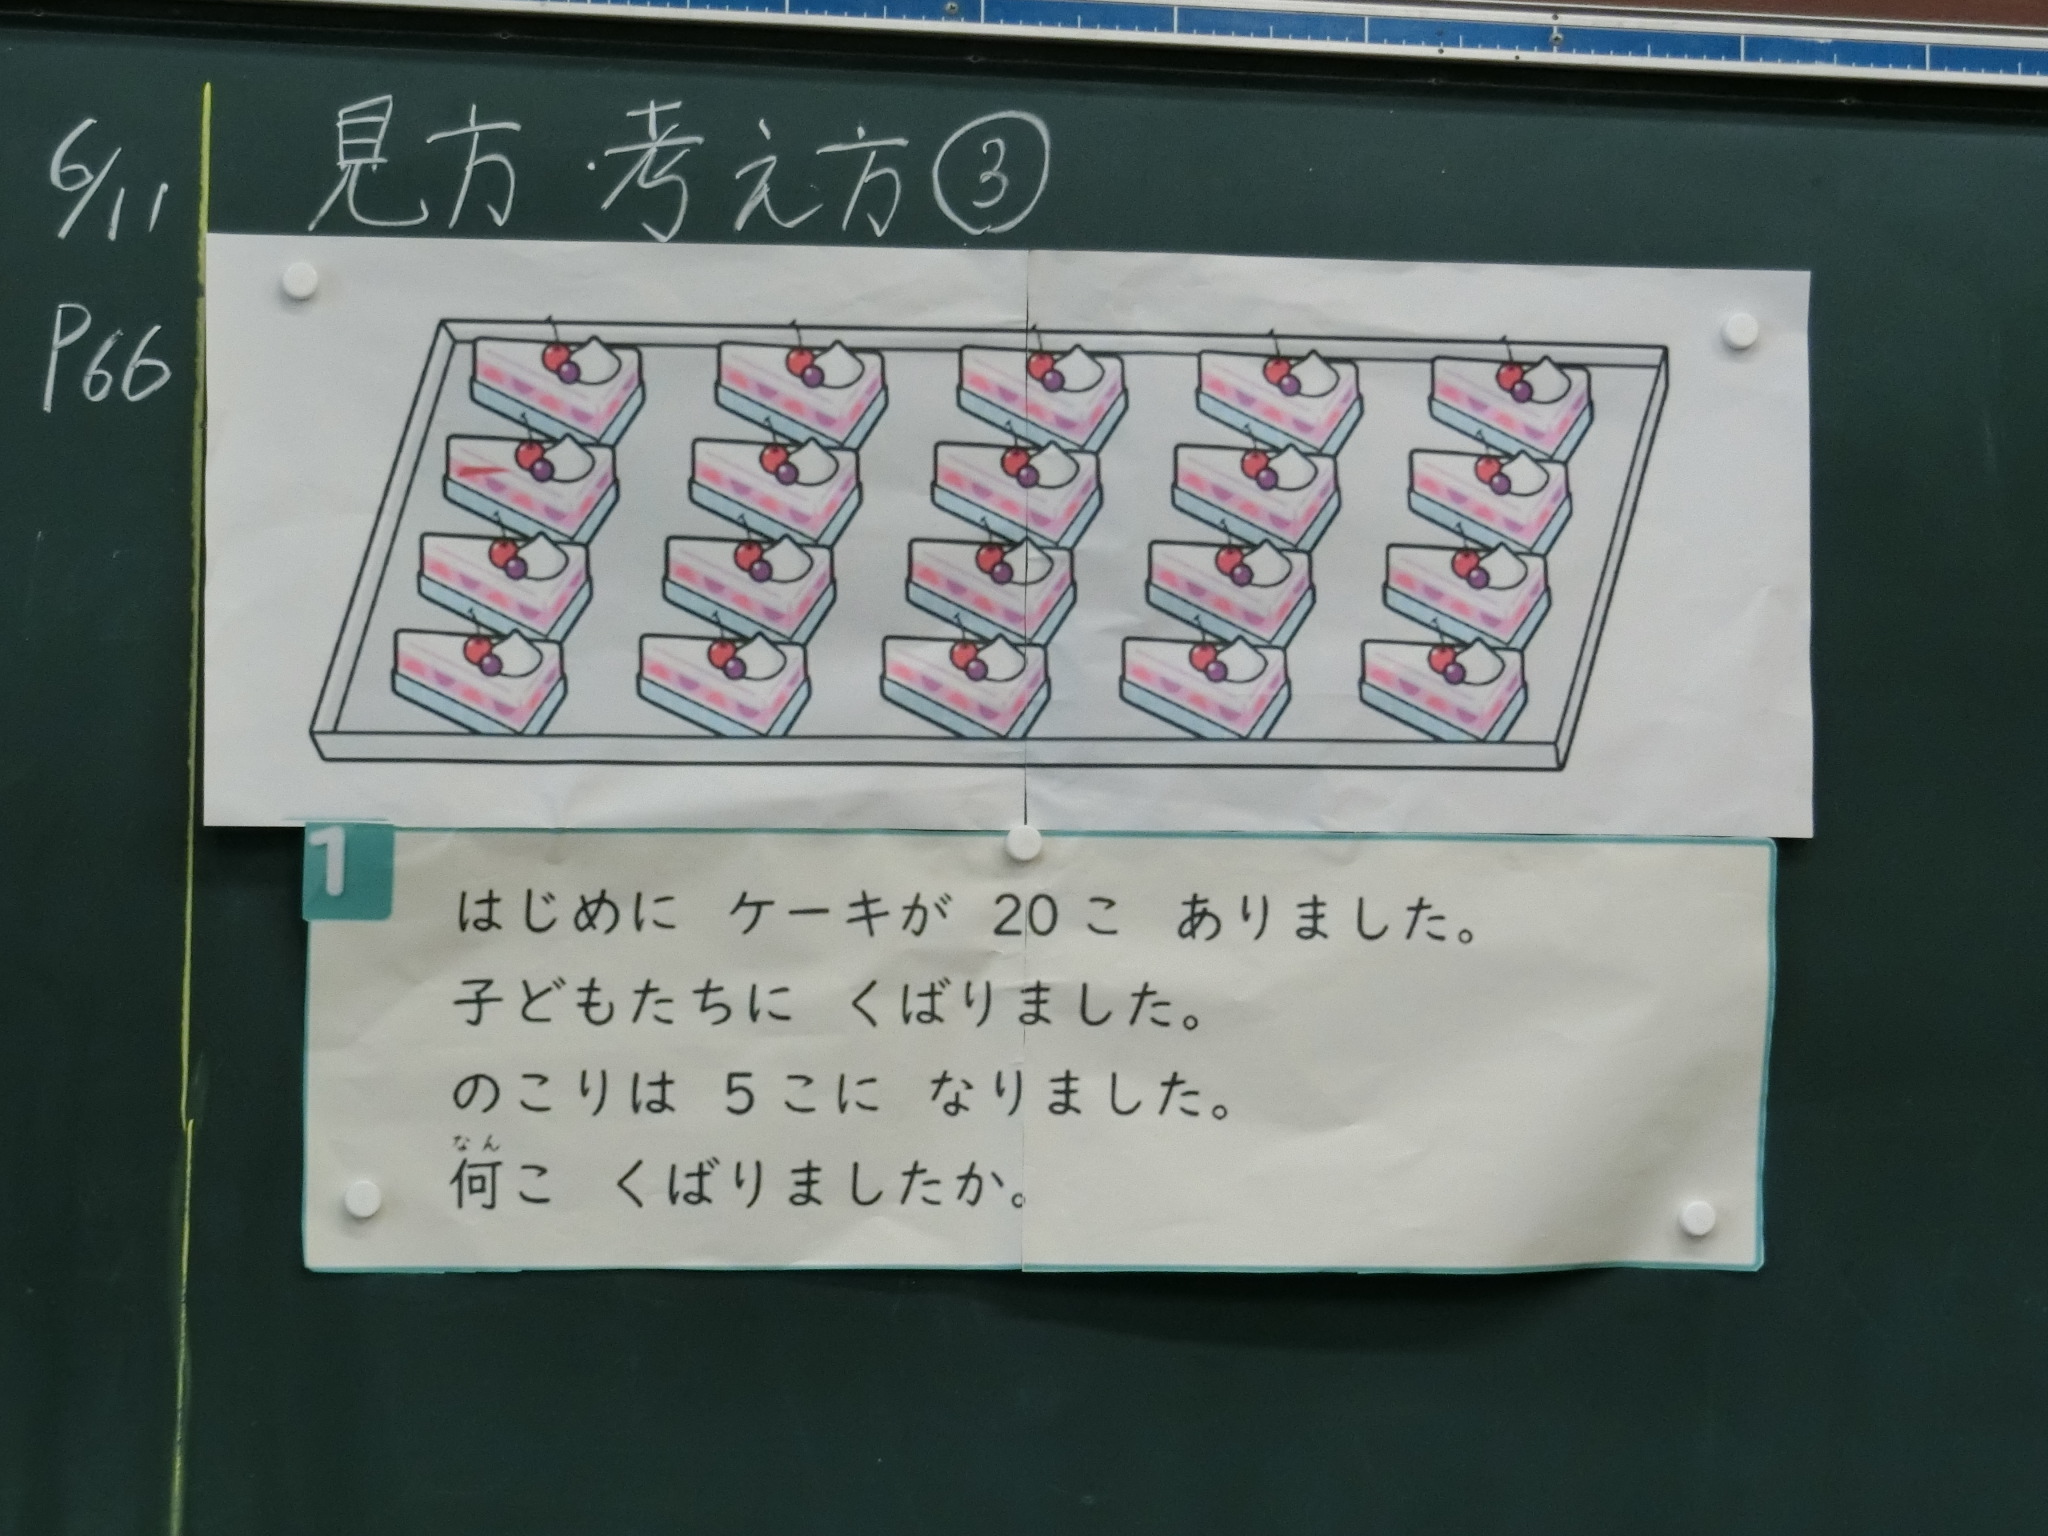 6/11
見方・考え方③
P66
1
はじめに ケーキが 20こ ありました。
子どもたちに くばりました。
のこりは 5こに なりました。
なん
何こ くばりましたか。